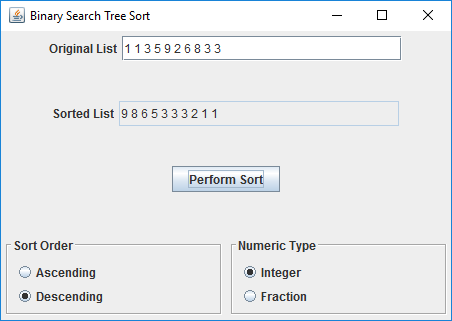 Binary Search Tree Sort
Original List 1 1 3 5 9 2 6 8 3 3
Sorted List 9 8 6 5 3 3 3 2 1 1
Perform Sort
Sort Order Numeric Type
Ascending Integer
Descending Fraction